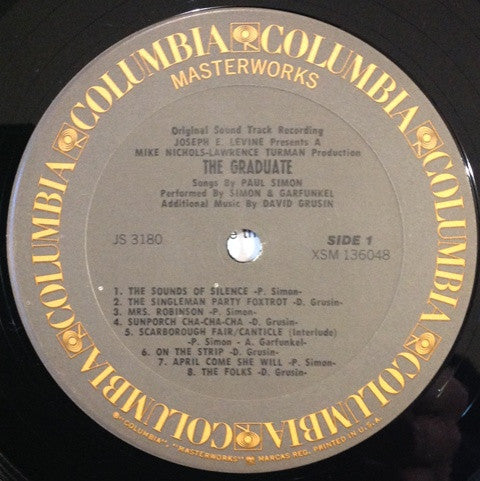 COLUMBIA COLUMBIA COLUMBIA COLUMBIA COLUMBIA COLUMBIA
MASTERWORKS
Original Sound Track Recording
JOSEPH E. LEVINE Presents A
MIKE NICHOLS-LAWRENCE TURMAN Production
THE GRADUATE
Songs By PAUL SIMON
Performed By SIMON & GARFUNKEL
Additional Music By DAVID GRUSIN
JS 3180
SIDE 1
XSM 136048
1. THE SOUNDS OF SILENCE -P. Simon-
2. THE SINGLEMAN PARTY FOXTROT -D. Grusin-
3. MRS. ROBINSON -P. Simon-
4. SUNPORCH CHA-CHA-CHA -D. Grusin-
5. SCARBOROUGH FAIR/CANTICLE (Interlude)
-P. Simon - A. Garfunkel-
6. ON THE STRIP -D. Grusin-
7. APRIL COME SHE WILL -P. Simon-
8. THE FOLKS -D. Grusin-
®"COLUMBIA", "MASTERWORKS" MARCAS REG. PRINTED IN U.S.A.